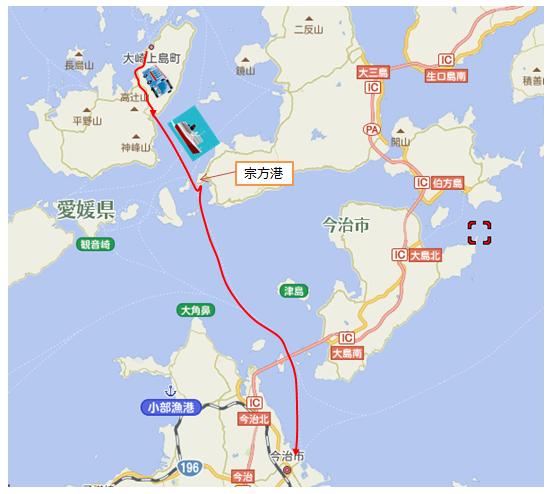 二反山
大崎上島町
長島山
鏡山
大三島
IC
生口島南
IC
積善山
高辻山
平野山
神峰山
PA
開山
宗方港
IC
伯方島
愛媛県
今治市
観音崎
IC
大島北
津島
大角鼻
IC
大島南
小部漁港
IC
今治北
今治市
196
今治
IC